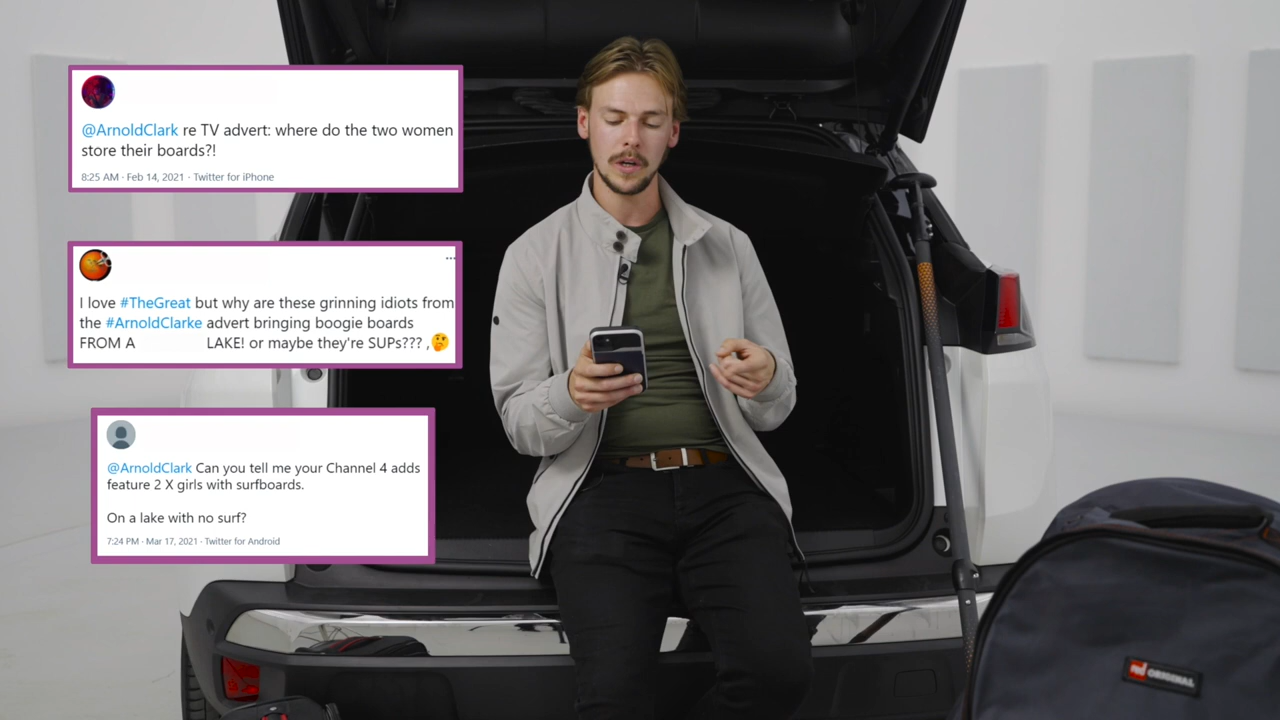 @ArnoldClark re TV advert: where do the two women
store their boards?!
8:25 AM · Feb 14, 2021 · Twitter for iPhone
I love #TheGreat but why are these grinning idiots from
the #ArnoldClarke advert bringing boogie boards
FROM A LAKE! or maybe they're SUPs??? ,🤔
@ArnoldClark Can you tell me your Channel 4 adds
feature 2 X girls with surfboards.
On a lake with no surf?
7:24 PM · Mar 17, 2021 · Twitter for Android
red ORIGINAL